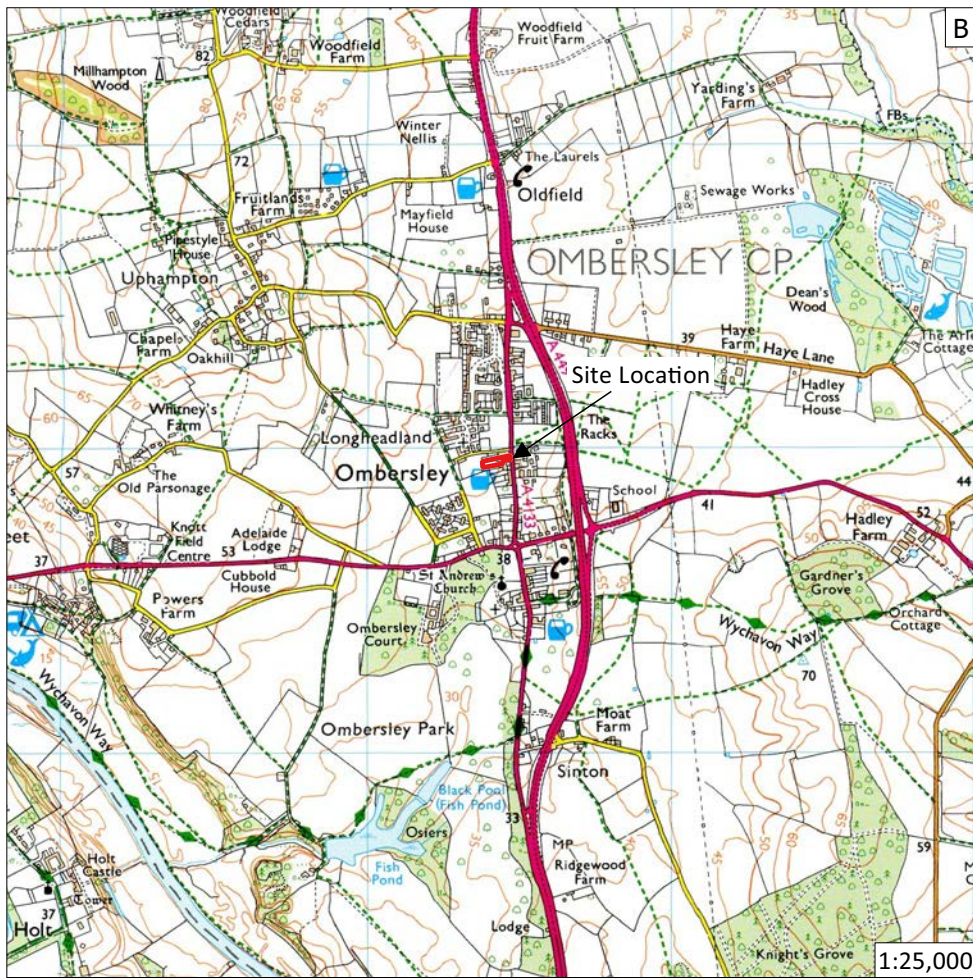 B
Woodfield
Cedars
Woodfield
Farm
Woodfield
Fruit Farm
82
Millhampton
Wood
Yarding's
Farm
FBs
Winter
Nellis
72
The Laurels
Oldfield
Fruitlands
Farm
Mayfield
House
Sewage Works
Pipestyle
House
Uphampton
OMBERSLEY CP
Dean's
Wood
Chapel
Farm
Oakhill
39
Haye
Farm
Haye Lane
Cottage
A 44
Site Location
Hadley
Cross
House
Whitney's
Farm
Longheadland
The
Racks
Ombersley
57
The
Old Parsonage
A 4133
School
41
44
52
Hadley
Farm
Knott
Field
Centre
Adelaide
Lodge
37
53
Cubbold
House
38
St Andrew's
Church
Powers
Farm
Ombersley
Court
Gardner's
Grove
Orchard
Cottage
Wychavon Way
70
Wychavon Way
15
30
Ombersley Park
Moat
Farm
Sinton
Black Pool
(Fish Pond)
Osiers
33
Fish
Pond
MP
Ridgewood
Farm
59
Holt
Castle
Tower
37
Holt
Lodge
Knight's Grove
1:25,000